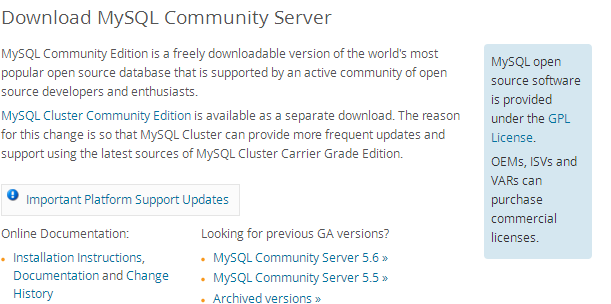 Download MySQL Community Server
MySQL Community Edition is a freely downloadable version of the world's most
popular open source database that is supported by an active community of open
source developers and enthusiasts.
MySQL Cluster Community Edition is available as a separate download. The reason
for this change is so that MySQL Cluster can provide more frequent updates and
support using the latest sources of MySQL Cluster Carrier Grade Edition.
MySQL open
source software
is provided
under the GPL
License.
OEMs, ISVs and
VARs can
purchase
commercial
licenses.
Important Platform Support Updates
Online Documentation:
Installation Instructions,
Documentation and Change
History
Looking for previous GA versions?
MySQL Community Server 5.6 »
MySQL Community Server 5.5 »
Archived versions »